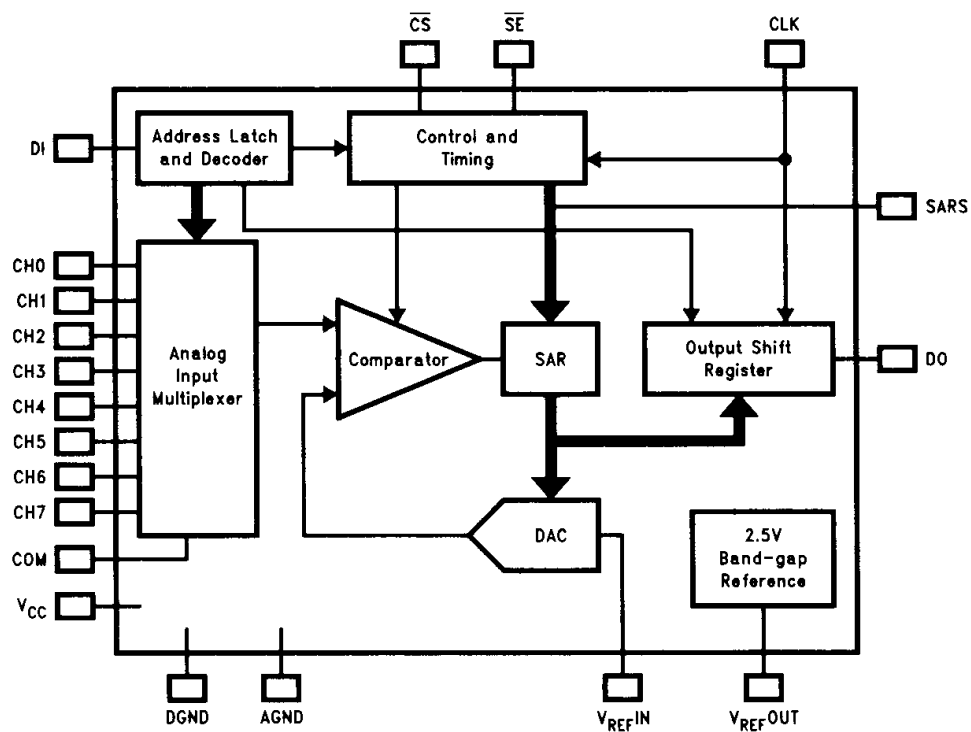 CS
SE
CLK
DI
Address Latch
and Decoder
Control and
Timing
SARS
CH0
CH1
CH2
CH3
CH4
CH5
CH6
CH7
COM
VCC
Analog
Input
Multiplexer
Comparator
SAR
Output Shift
Register
DO
DAC
2.5V
Band-gap
Reference
DGND
AGND
VREFIN
VREFOUT